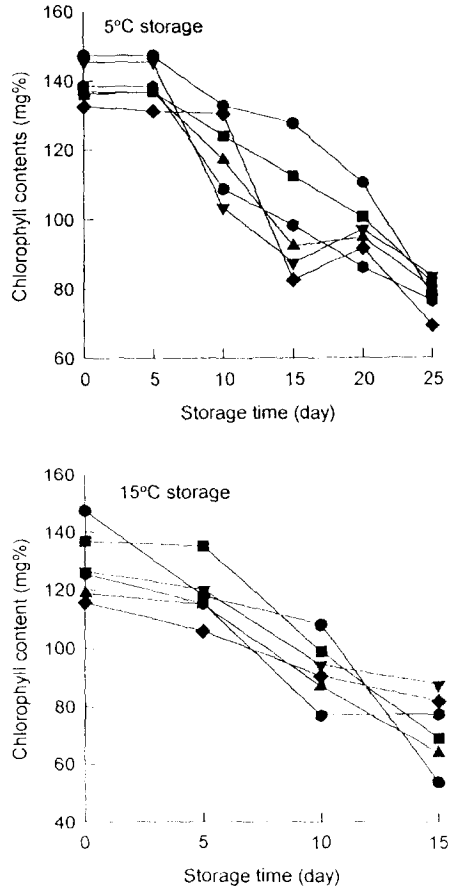 160
5°C storage
140
120
100
80
60
Chlorophyll contents (mg%)
0 5 10 15 20 25
Storage time (day)
160
15°C storage
140
120
100
80
60
40
Chlorophyll content (mg%)
0 5 10 15
Storage time (day)